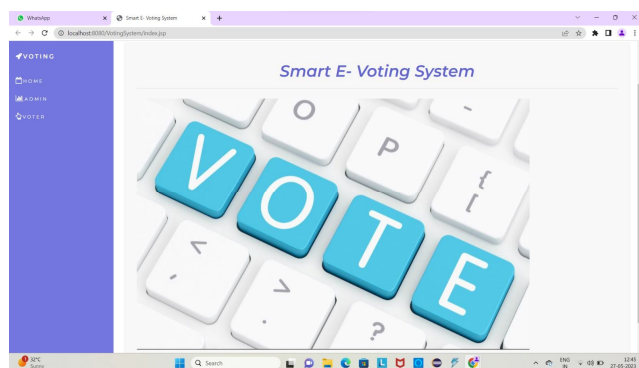 WhatsApp
Smart E- Voting System
localhost:8080/VotingSystem/index.jsp
VOTING
HOME
ADMIN
VOTER
Smart E- Voting System
O
P
{
[
V
O
T
E
<
,
>
.
?
32°C
Sunny
Search
ENG
IN
12:45
27-05-2023